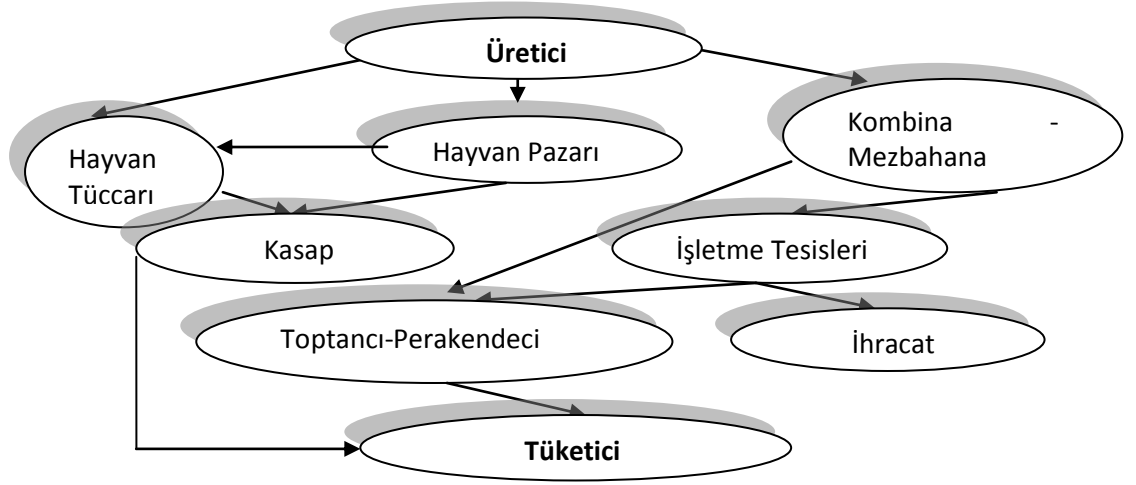 Üretici
Hayvan
Tüccarı
Hayvan Pazarı
Kombina -
Mezbahana
Kasap
İşletme Tesisleri
Toptancı-Perakendeci
İhracat
Tüketici